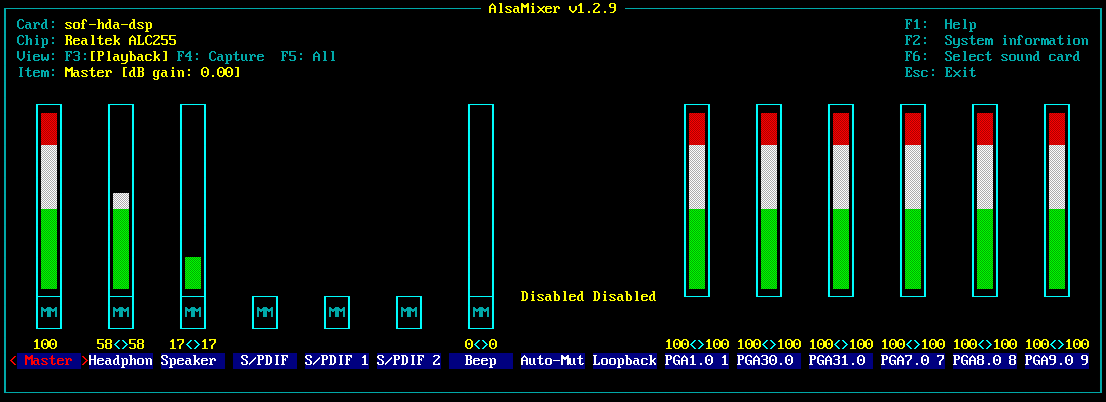 AlsaMixer v1.2.9
Card: sof-hda-dsp F1: Help
Chip: Realtek ALC255 F2: System information
View: F3:[Playback] F4: Capture F5: All F6: Select sound card
Item: Master [dB gain: 0.00] Esc: Exit
Disabled Disabled
MM MM MM MM MM MM MM
100 58<>58 17<>17 0<>0 100<>100 100<>100 100<>100 100<>100 100<>100 100<>100
< Master >Headphon Speaker S/PDIF S/PDIF 1 S/PDIF 2 Beep Auto-Mut Loopback PGA1.0 1 PGA30.0 PGA31.0 PGA7.0 7 PGA8.0 8 PGA9.0 9